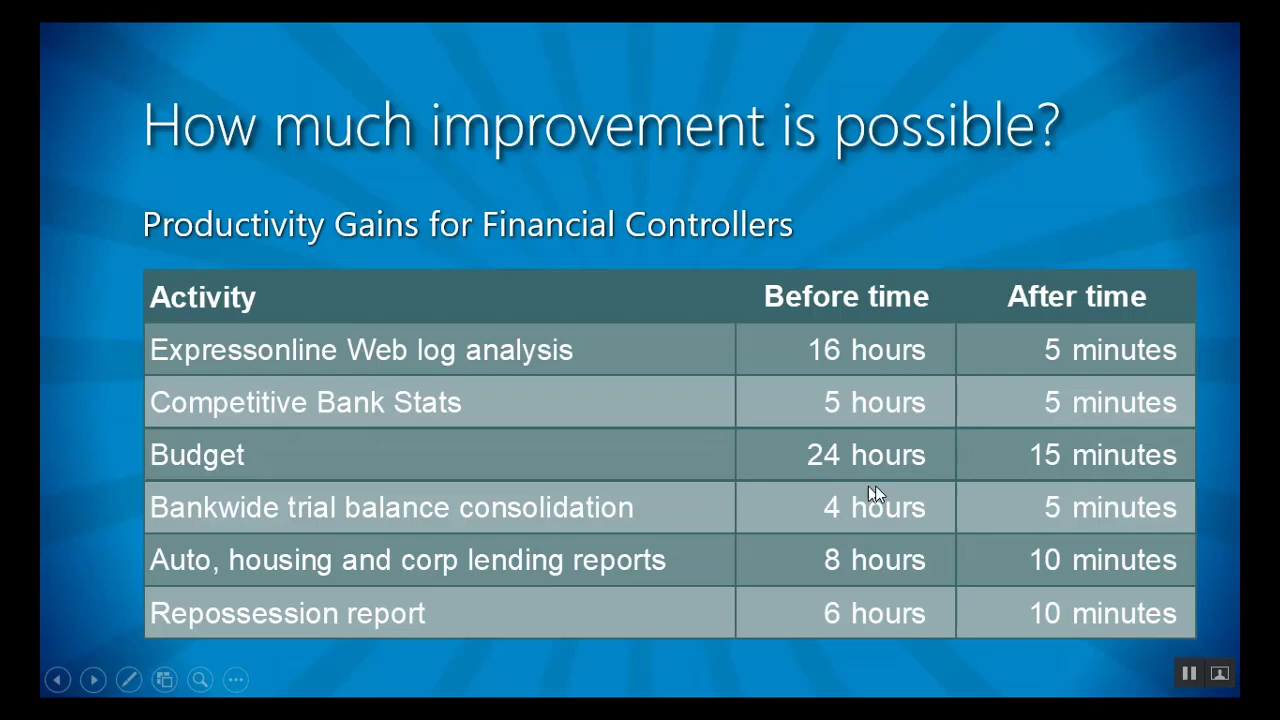 How much improvement is possible?
Productivity Gains for Financial Controllers
Activity Before time After time
Expressonline Web log analysis 16 hours 5 minutes
Competitive Bank Stats 5 hours 5 minutes
Budget 24 hours 15 minutes
Bankwide trial balance consolidation 4 hours 5 minutes
Auto, housing and corp lending reports 8 hours 10 minutes
Repossession report 6 hours 10 minutes